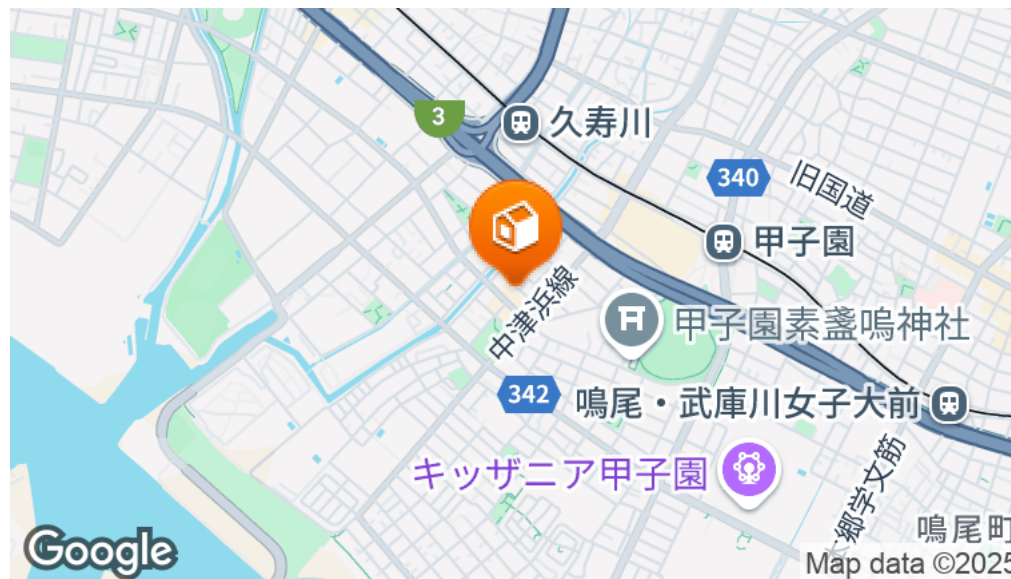 3
久寿川
340
旧国道
甲子園
中津浜線
甲子園素盞嗚神社
342
鳴尾・武庫川女子大前
キッザニア甲子園
本郷学文筋
鳴尾町
Google
Map data ©2025